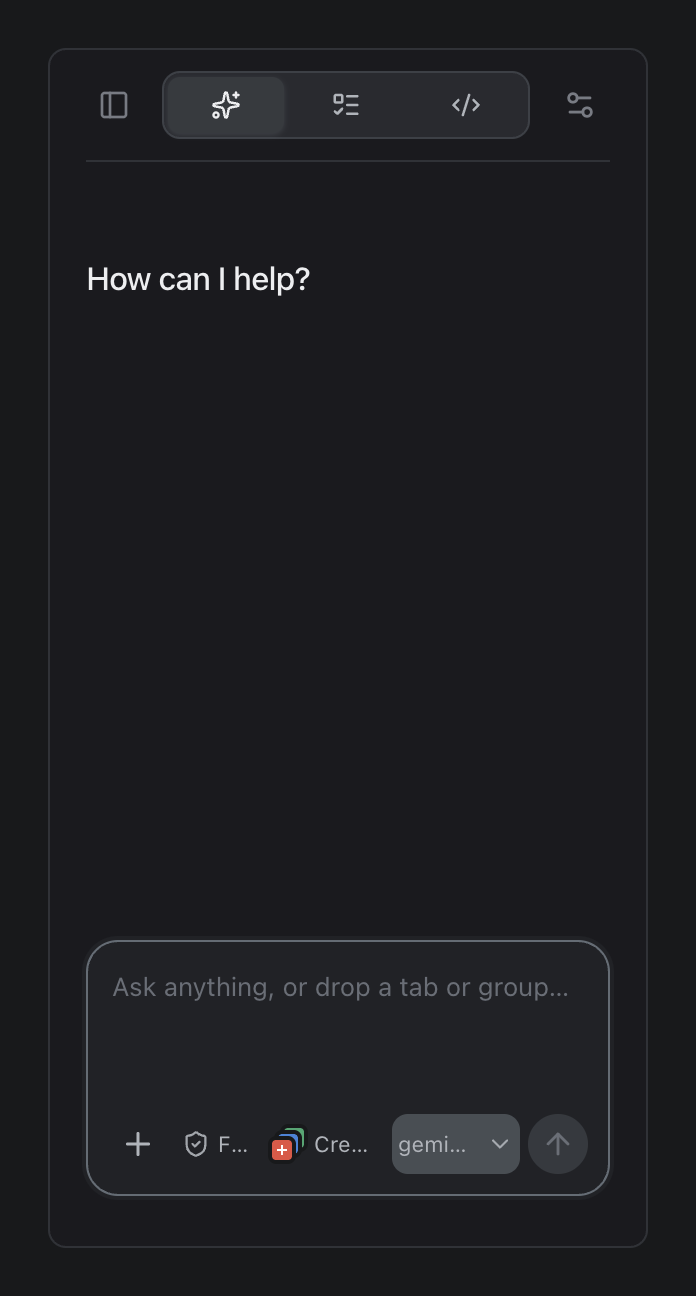 How can I help?
Ask anything, or drop a tab or group...
F...
Cre...
gemi...